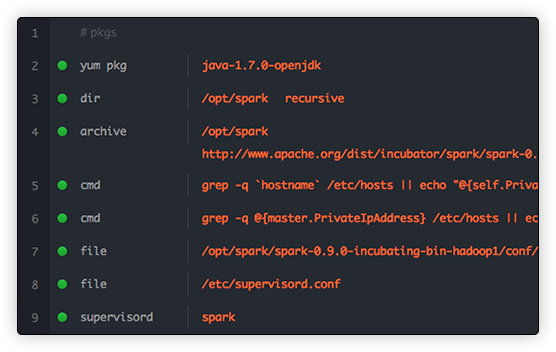 1 # pkgs
2 yum pkg java-1.7.0-openjdk
3 dir /opt/spark recursive
4 archive /opt/spark
http://www.apache.org/dist/incubator/spark/spark-0.
5 cmd grep -q `hostname` /etc/hosts || echo "@{self.Priva
6 cmd grep -q @{master.PrivateIpAddress} /etc/hosts || ec
7 file /opt/spark/spark-0.9.0-incubating-bin-hadoop1/conf/
8 file /etc/supervisord.conf
9 supervisord spark